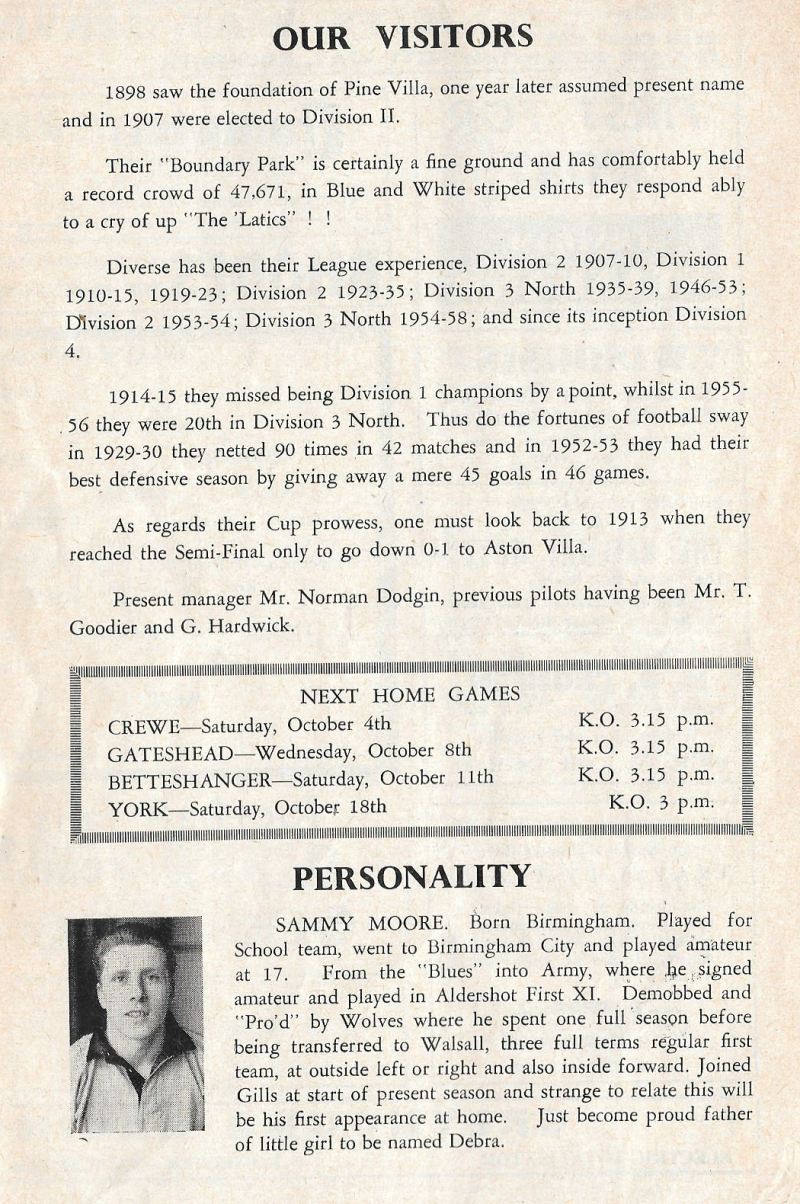 OUR VISITORS
1898 saw the foundation of Pine Villa, one year later assumed present name
and in 1907 were elected to Division II.
Their "Boundary Park" is certainly a fine ground and has comfortably held
a record crowd of 47,671, in Blue and White striped shirts they respond ably
to a cry of up "The 'Latics" ! !
Diverse has been their League experience, Division 2 1907-10, Division 1
1910-15, 1919-23; Division 2 1923-35; Division 3 North 1935-39, 1946-53;
Division 2 1953-54; Division 3 North 1954-58; and since its inception Division
4.
1914-15 they missed being Division 1 champions by a point, whilst in 1955-
56 they were 20th in Division 3 North. Thus do the fortunes of football sway
in 1929-30 they netted 90 times in 42 matches and in 1952-53 they had their
best defensive season by giving away a mere 45 goals in 46 games.
As regards their Cup prowess, one must look back to 1913 when they
reached the Semi-Final only to go down 0-1 to Aston Villa.
Present manager Mr. Norman Dodgin, previous pilots having been Mr. T.
Goodier and G. Hardwick.
NEXT HOME GAMES
CREWE—Saturday, October 4th K.O. 3.15 p.m.
GATESHEAD—Wednesday, October 8th K.O. 3.15 p.m.
BETTESHANGER—Saturday, October 11th K.O. 3.15 p.m.
YORK—Saturday, October 18th K.O. 3 p.m.
PERSONALITY
SAMMY MOORE. Born Birmingham. Played for
School team, went to Birmingham City and played amateur
at 17. From the "Blues" into Army, where he signed
amateur and played in Aldershot First XI. Demobbed and
"Pro'd" by Wolves where he spent one full season before
being transferred to Walsall, three full terms regular first
team, at outside left or right and also inside forward. Joined
Gills at start of present season and strange to relate this will
be his first appearance at home. Just become proud father
of little girl to be named Debra.